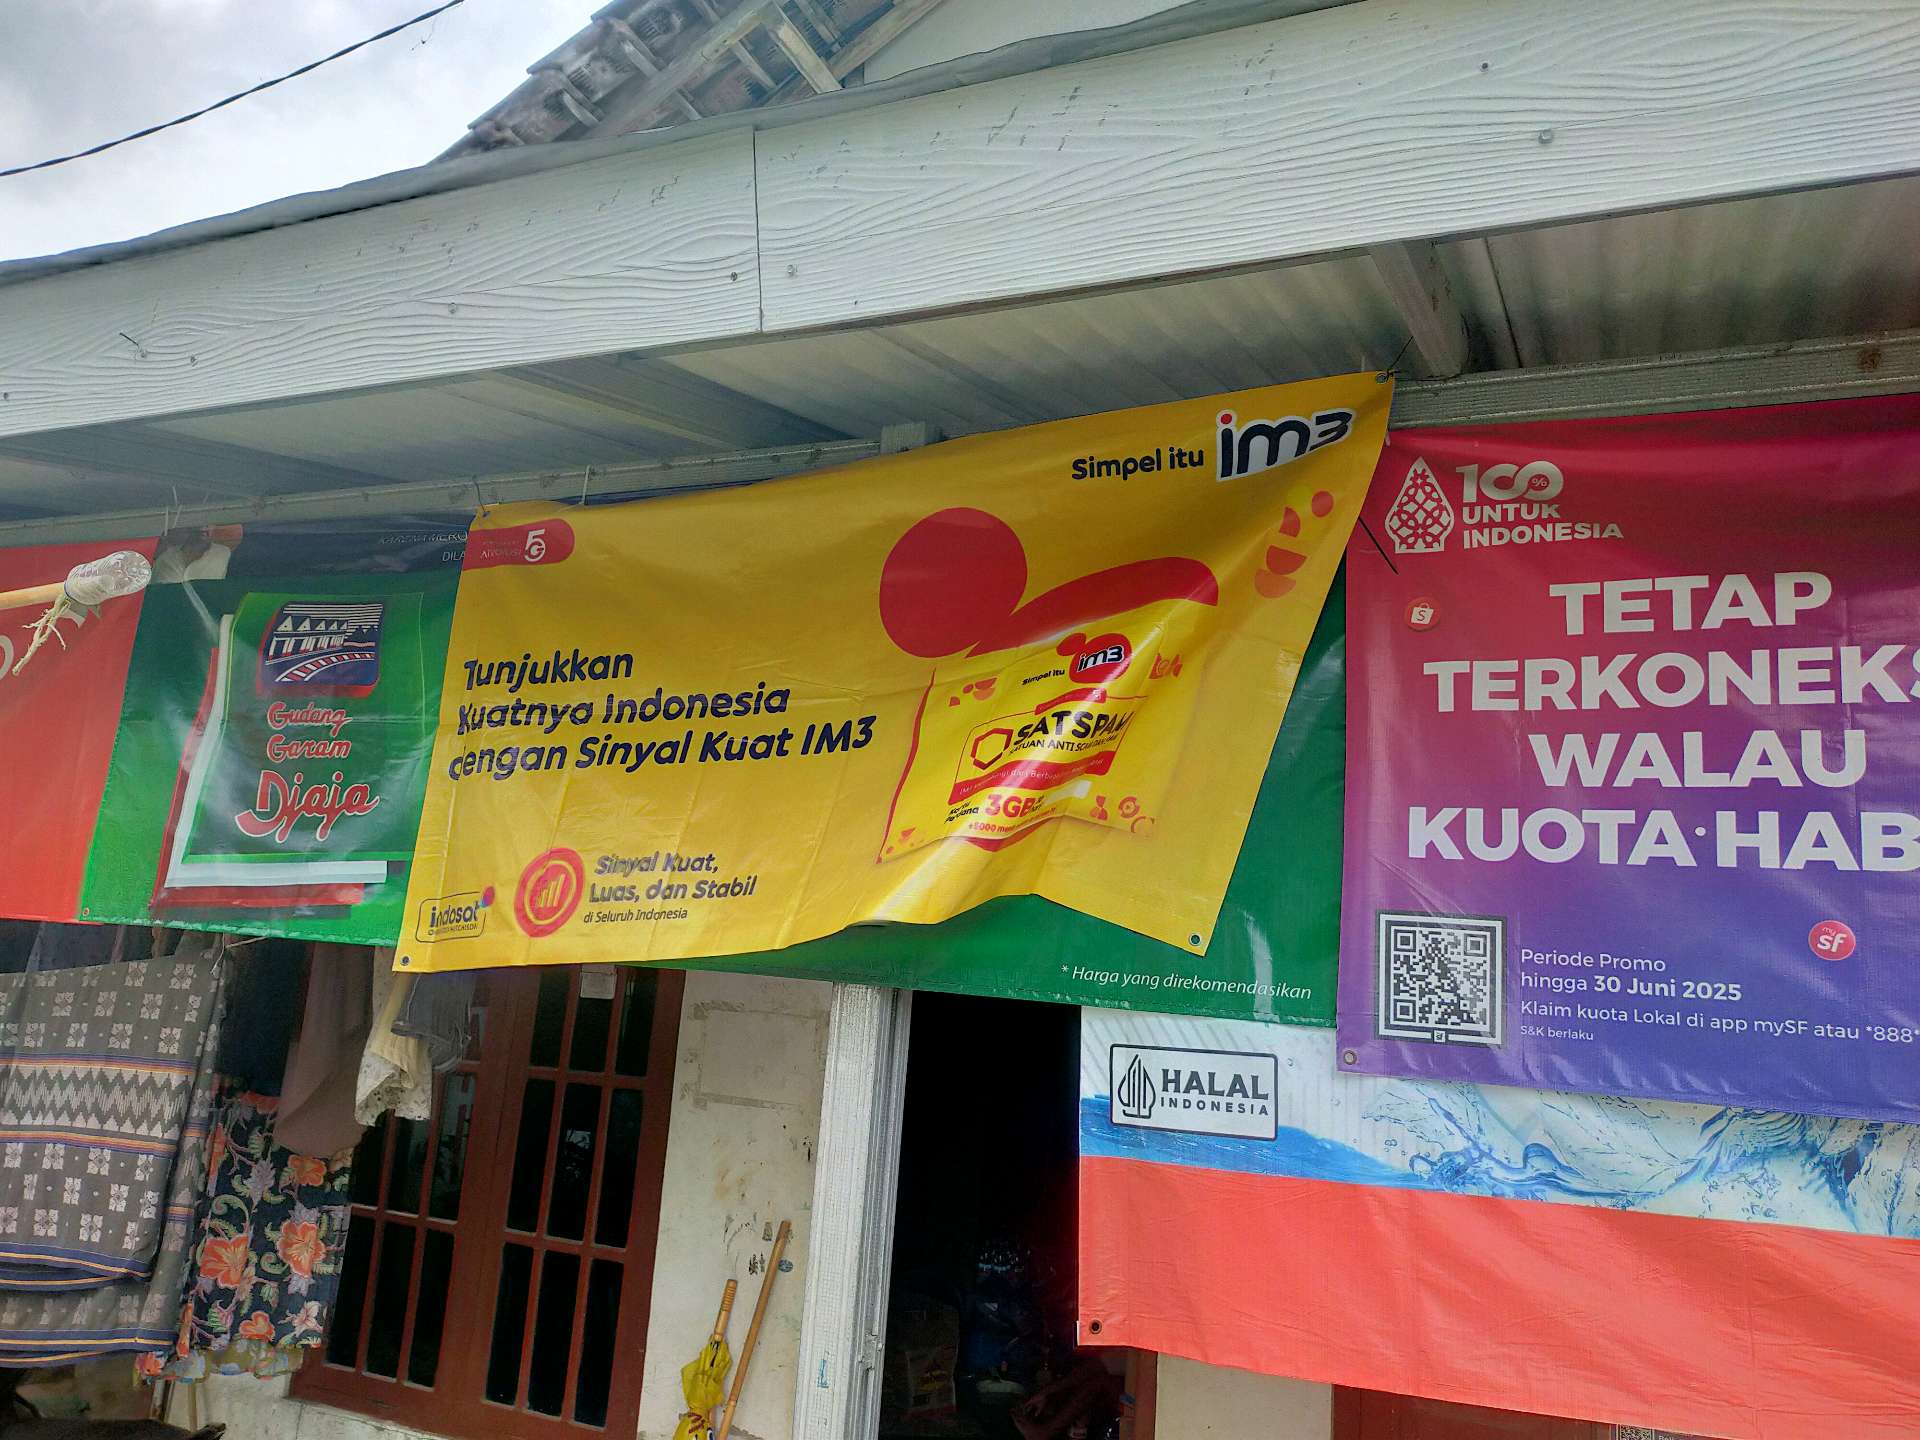 Simpel itu im3
5G
Tunjukkan
Kuatnya Indonesia
dengan Sinyal Kuat IM3
Simpel itu im3
SATSPAM
3GB
Sinyal Kuat,
Luas, dan Stabil
di Seluruh Indonesia
indosat
Gudang
Garam
Djaja
* Harga yang direkomendasikan
100%
UNTUK
INDONESIA
TETAP
TERKONEKS
WALAU
KUOTA·HAB
my
sf
Periode Promo
hingga 30 Juni 2025
Klaim kuota Lokal di app mySF atau *888*
S&K berlaku
HALAL
INDONESIA